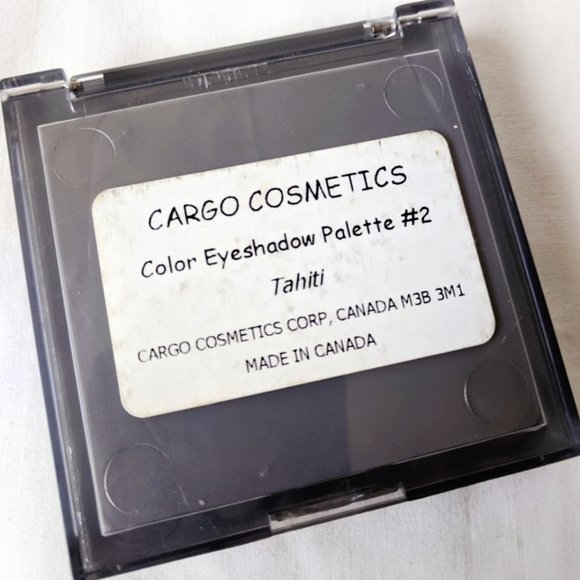 CARGO COSMETICS
Color Eyeshadow Palette #2
Tahiti
CARGO COSMETICS CORP, CANADA M3B 3M1
MADE IN CANADA